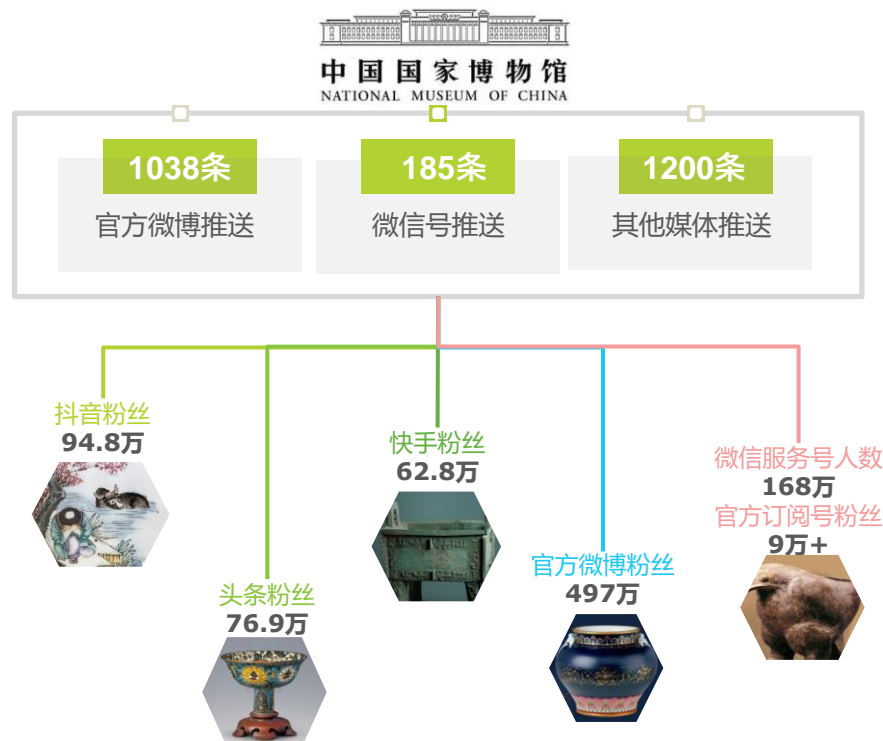 中国国家博物馆
NATIONAL MUSEUM OF CHINA
1038条
官方微博推送
185条
微信号推送
1200条
其他媒体推送
抖音粉丝
94.8万
头条粉丝
76.9万
快手粉丝
62.8万
官方微博粉丝
497万
微信服务号人数
168万
官方订阅号粉丝
9万+